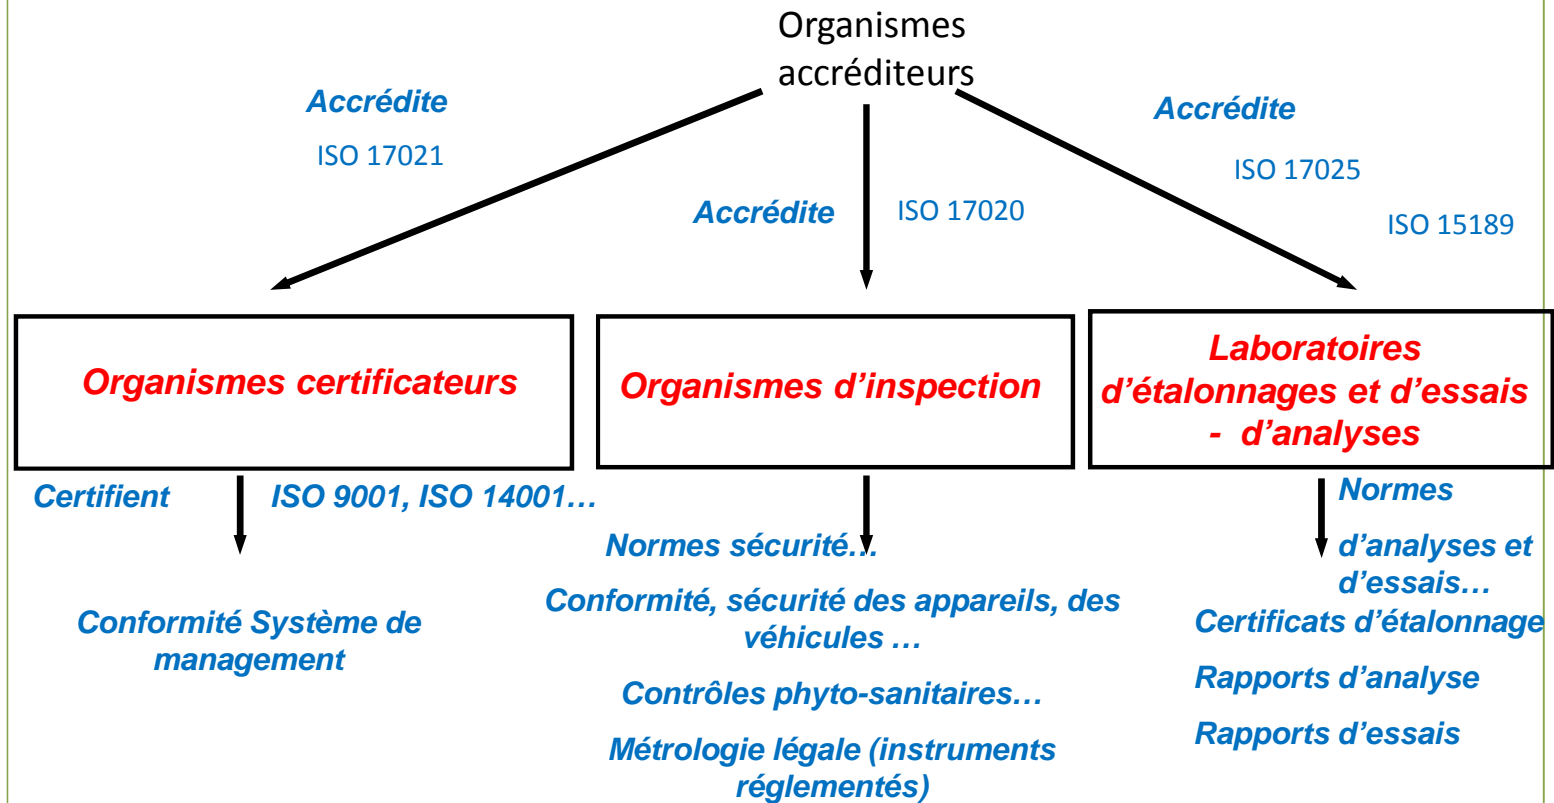 Organismes
accréditeurs
Accrédite
ISO 17021
Accrédite
ISO 17020
Accrédite
ISO 17025
ISO 15189
Organismes certificateurs
Organismes d’inspection
Laboratoires
d’étalonnages et d’essais
- d’analyses
Certifient
ISO 9001, ISO 14001…
Conformité Système de
management
Normes sécurité…
Conformité, sécurité des appareils, des
véhicules …
Contrôles phyto-sanitaires…
Métrologie légale (instruments
réglementés)
Normes
d’analyses et
d’essais…
Certificats d’étalonnage
Rapports d’analyse
Rapports d’essais